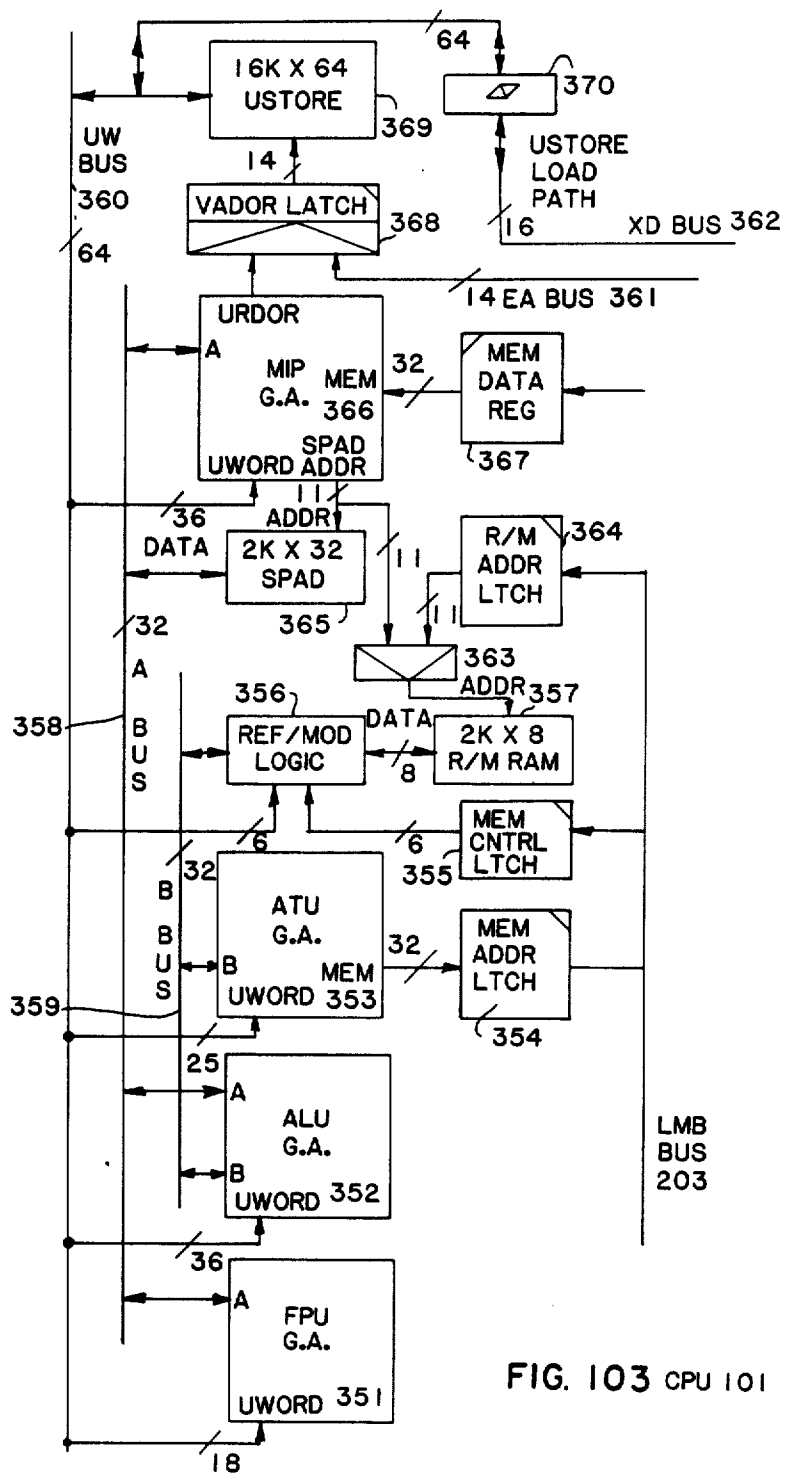 64
16K X 64
USTORE
369
370
UW
BUS
360
64
14
USTORE
LOAD
PATH
16
XD BUS 362
VADOR LATCH
368
14 EA BUS 361
URDOR
A
MIP
G.A.
MEM
366
32
MEM
DATA
REG
367
SPAD
ADDR
UWORD
36
11
ADDR
DATA
2K X 32
SPAD
365
11
R/M
ADDR
LTCH
364
11
32
A
BUS
358
363
ADDR
356
REF/MOD
LOGIC
DATA
8
357
2K X 8
R/M RAM
6
6
MEM
CNTRL
LTCH
355
32
B
BUS
359
ATU
G.A.
B
MEM
353
UWORD
32
MEM
ADDR
LTCH
354
25
A
ALU
G.A.
B
UWORD 352
LMB
BUS
203
36
A
FPU
G.A.
UWORD 351
18
FIG. 103 CPU 101